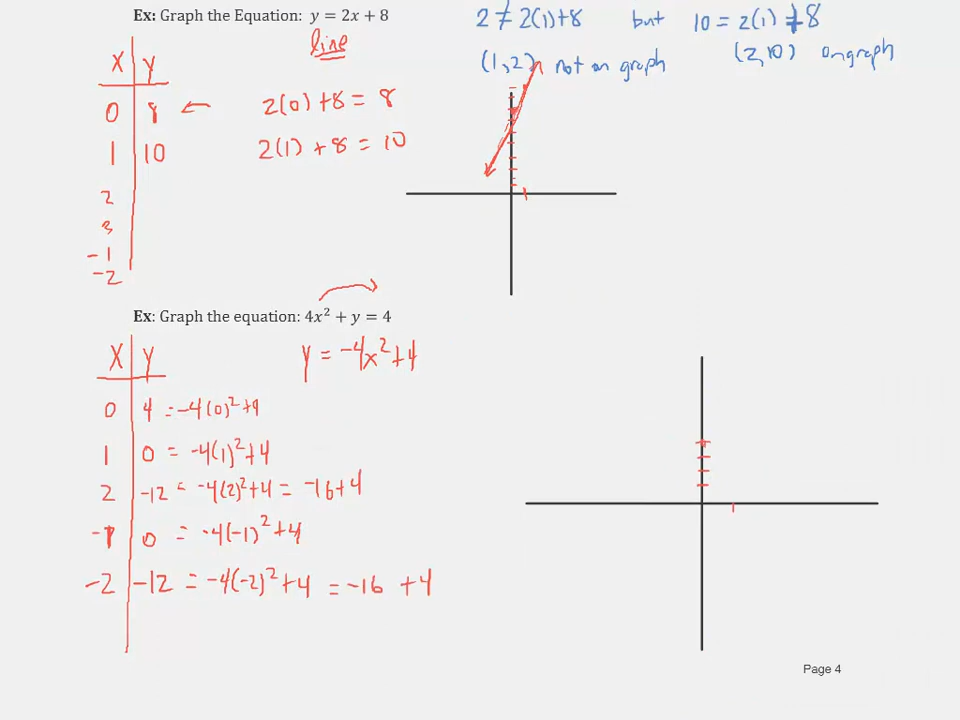 Ex: Graph the Equation: y = 2x + 8
2 ≠ 2(1)+8 but 10 = 2(1)+8
line
(1,2) not on graph (2,10) on graph
X Y
0 8 ← 2(0)+8 = 8
1 10 2(1)+8 = 10
2
3
-1
-2
Ex: Graph the equation: 4x² + y = 4
X Y y = -4x²+4
0 4 = -4(0)²+4
1 0 = -4(1)²+4
2 -12 = -4(2)²+4 = -16+4
-1 0 = -4(-1)²+4
-2 -12 = -4(-2)²+4 = -16 +4
Page 4